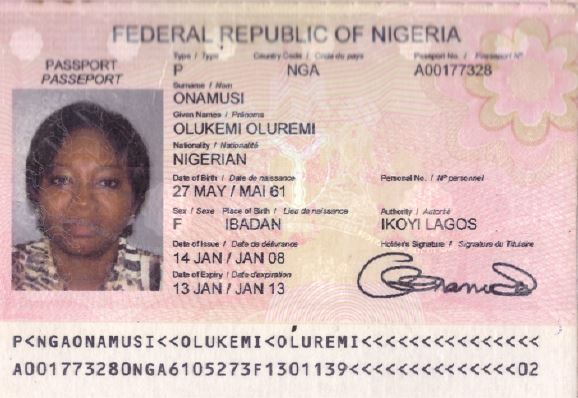 FEDERAL REPUBLIC OF NIGERIA
PASSPORT
PASSEPORT
Type / Type Country Code / Code du pays Passport No. / Passeport N°
P NGA A00177328
Surname / Nom
ONAMUSI
Given Names / Prénoms
OLUKEMI OLUREMI
Nationality / Nationalité
NIGERIAN
Date of Birth / Date de naissance Personal No. / N° personnel
27 MAY / MAI 61
Sex / Sexe Place of Birth / Lieu de naissance Authority / Autorité
F IBADAN IKOYI LAGOS
Date of Issue / Date de délivrance Holder's Signature / Signature du Titulaire
14 JAN / JAN 08
Date of Expiry / Date d'expiration
13 JAN / JAN 13
P<NGAONAMUSI<<OLUKEMI<OLUREMI<<<<<<<<<<<<<<<
A001773280NGA6105273F1301139<<<<<<<<<<<<<<02